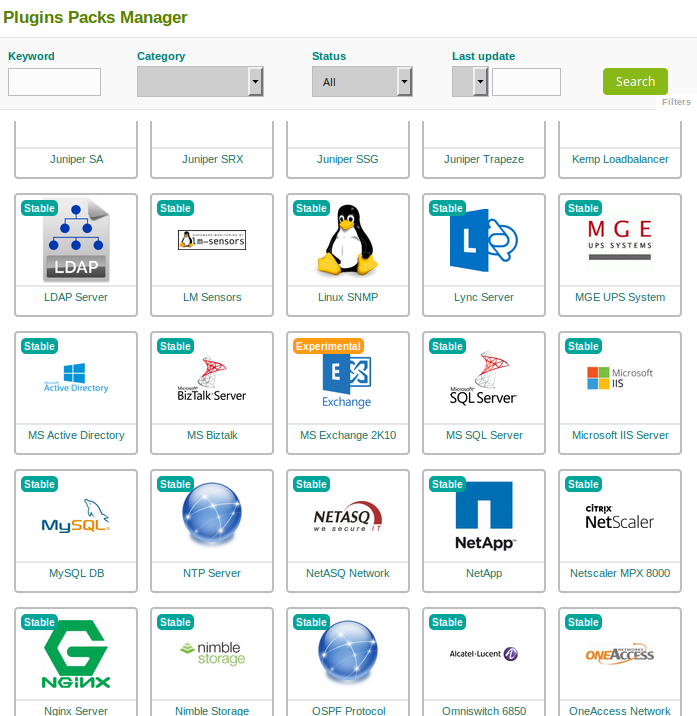 Plugins Packs Manager
Keyword Category Status Last update
All Search
Filters
Juniper SA Juniper SRX Juniper SSG Juniper Trapeze Kemp Loadbalancer
Stable Stable Stable Stable Stable
LDAP lm-sensors MGE UPS SYSTEMS
LDAP Server LM Sensors Linux SNMP Lync Server MGE UPS System
Stable Stable Experimental Stable Stable
Active Directory Microsoft BizTalk Server Exchange Microsoft SQL Server Microsoft IIS
MS Active Directory MS Biztalk MS Exchange 2K10 MS SQL Server Microsoft IIS Server
Stable Stable Stable Stable Stable
MySQL NETASQ we secure IT NetApp CITRIX NetScaler
MySQL DB NTP Server NetASQ Network NetApp Netscaler MPX 8000
Stable Stable Stable Stable Stable
NGINX nimble storage Alcatel-Lucent ONEACCESS NETWORKS
Nginx Server Nimble Storage OSPF Protocol Omniswitch 6850 OneAccess Network